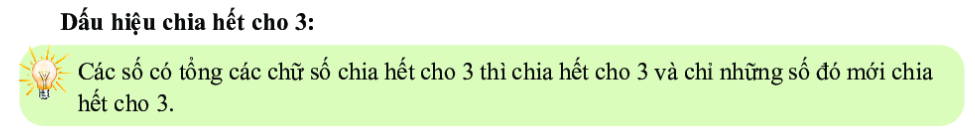 Dấu hiệu chia hết cho 3:
Các số có tổng các chữ số chia hết cho 3 thì chia hết cho 3 và chỉ những số đó mới chia
hết cho 3.